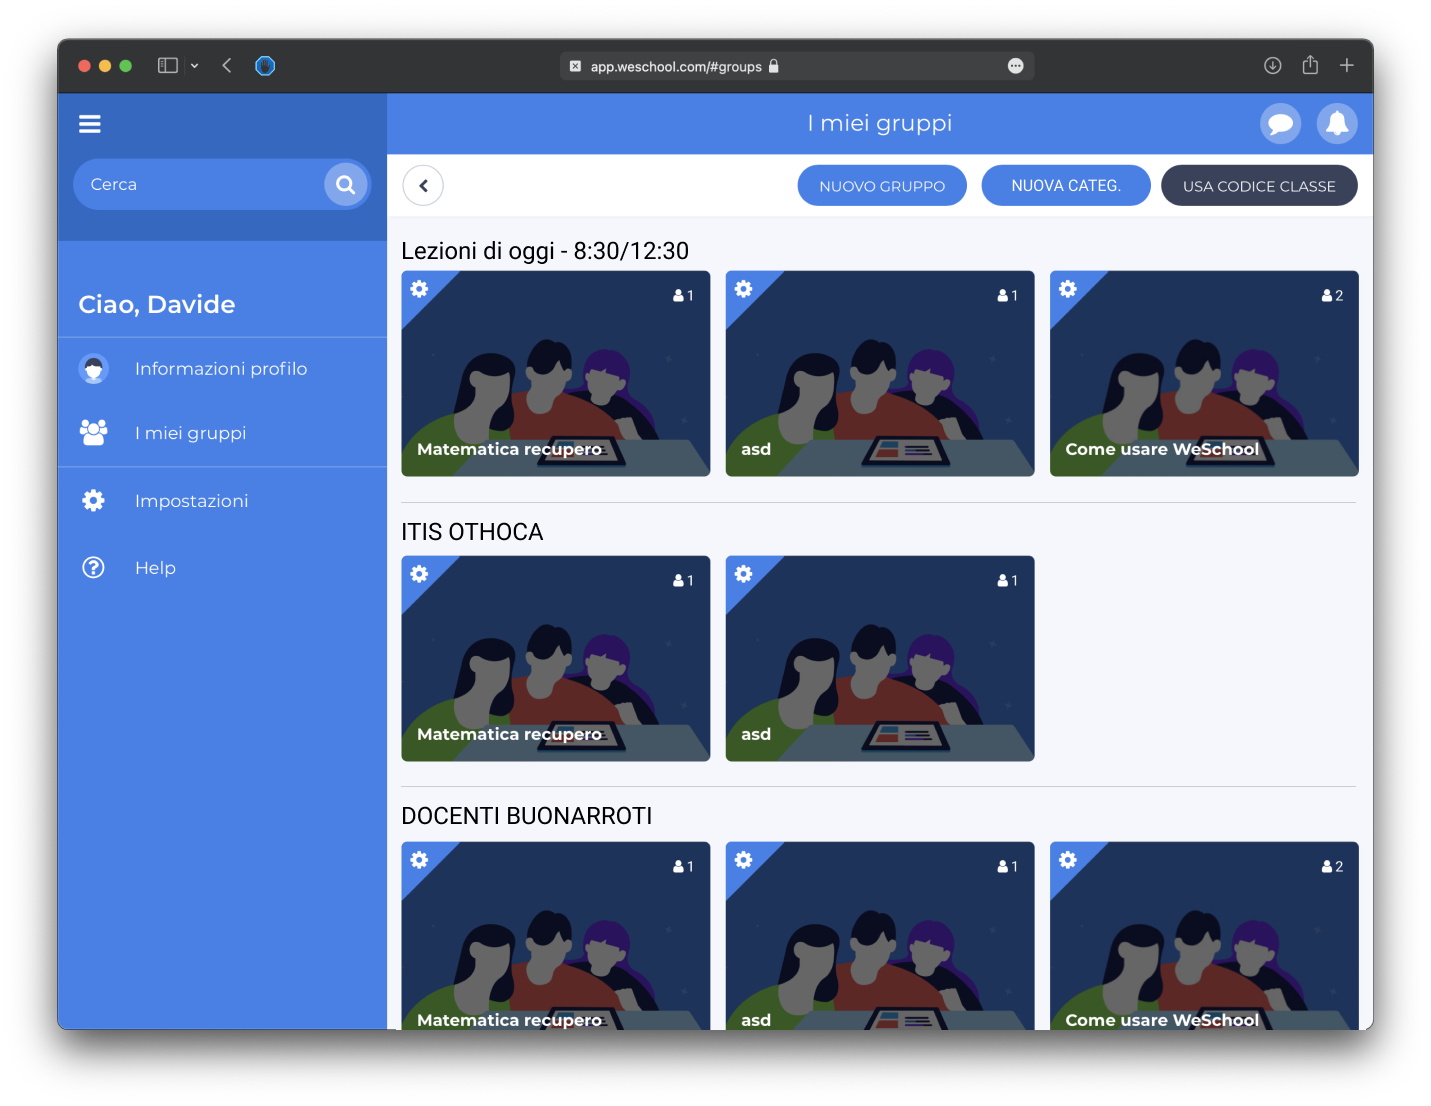 app.weschool.com/#groups
I miei gruppi
Cerca
NUOVO GRUPPO
NUOVA CATEG.
USA CODICE CLASSE
Ciao, Davide
Informazioni profilo
I miei gruppi
Impostazioni
Help
Lezioni di oggi - 8:30/12:30
1
Matematica recupero
1
asd
2
Come usare WeSchool
ITIS OTHOCA
1
Matematica recupero
1
asd
DOCENTI BUONARROTI
1
Matematica recupero
1
asd
2
Come usare WeSchool